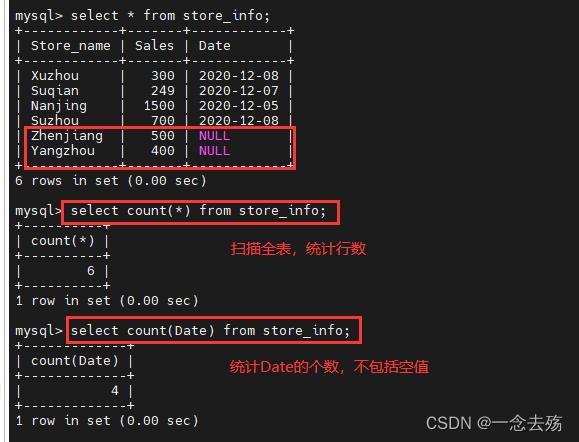 mysql> select * from store_info;
+------------+-------+------------+
| Store_name | Sales | Date       |
+------------+-------+------------+
| Xuzhou     |   300 | 2020-12-08 |
| Suqian     |   249 | 2020-12-07 |
| Nanjing    |  1500 | 2020-12-05 |
| Suzhou     |   700 | 2020-12-08 |
| Zhenjiang  |   500 | NULL       |
| Yangzhou   |   400 | NULL       |
+------------+-------+------------+
6 rows in set (0.00 sec)
mysql> select count(*) from store_info;
+----------+
| count(*) |
+----------+
|        6 |
+----------+
扫描全表，统计行数
1 row in set (0.00 sec)
mysql> select count(Date) from store_info;
+-------------+
| count(Date) |
+-------------+
|           4 |
+-------------+
统计Date的个数，不包括空值
1 row in set (0.00 sec)
CSDN @一念去殇